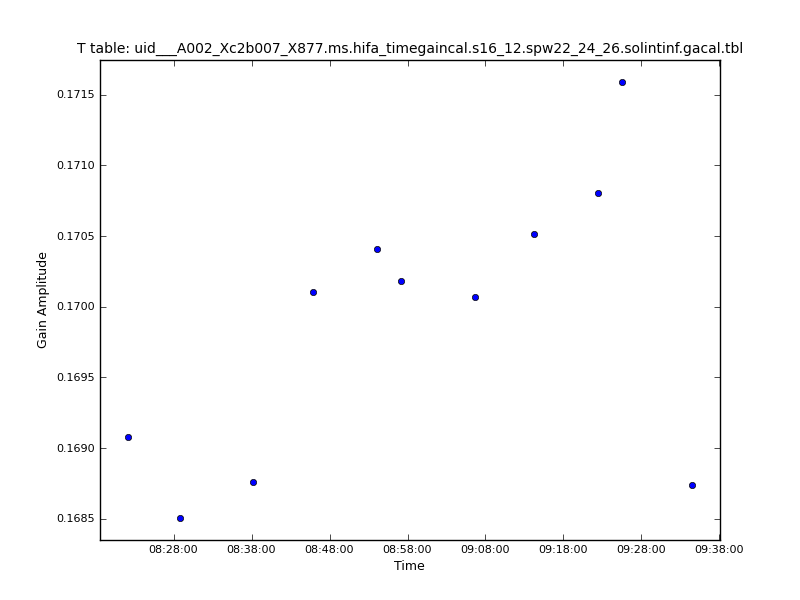 T table: uid___A002_Xc2b007_X877.ms.hifa_timegaincal.s16_12.spw22_24_26.solintinf.gacal.tbl
0.1715
0.1710
0.1705
0.1700
0.1695
0.1690
0.1685
Gain Amplitude
08:28:00 08:38:00 08:48:00 08:58:00 09:08:00 09:18:00 09:28:00 09:38:00
Time